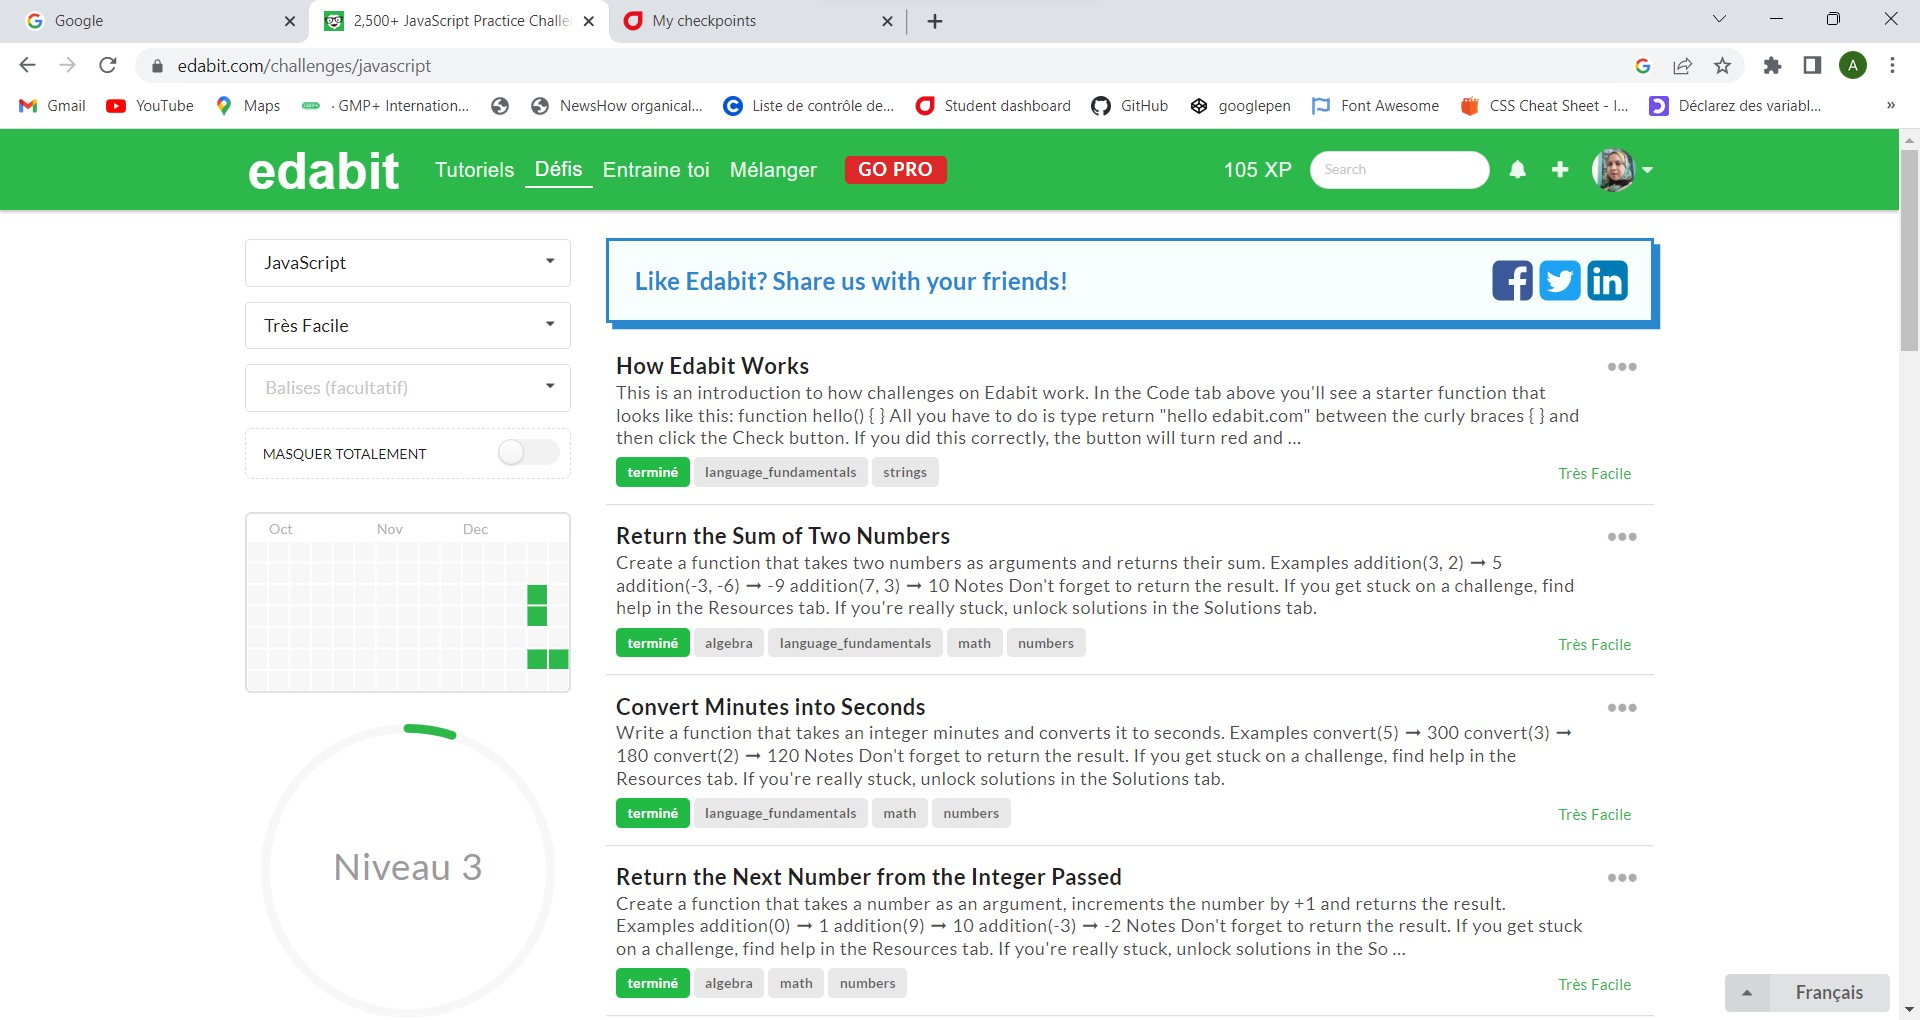 Google
2,500+ JavaScript Practice Challe
My checkpoints
edabit.com/challenges/javascript
A
Gmail
YouTube
Maps
· GMP+ Internation...
NewsHow organical...
Liste de contrôle de...
Student dashboard
GitHub
googlepen
Font Awesome
CSS Cheat Sheet - I...
Déclarez des variabl...
»
edabit
Tutoriels
Défis
Entraine toi
Mélanger
GO PRO
105 XP
Search
JavaScript
Très Facile
Balises (facultatif)
MASQUER TOTALEMENT
Oct Nov Dec
Niveau 3
Like Edabit? Share us with your friends!
How Edabit Works
This is an introduction to how challenges on Edabit work. In the Code tab above you'll see a starter function that
looks like this: function hello() { } All you have to do is type return "hello edabit.com" between the curly braces { } and
then click the Check button. If you did this correctly, the button will turn red and ...
terminé language_fundamentals strings
Très Facile
Return the Sum of Two Numbers
Create a function that takes two numbers as arguments and returns their sum. Examples addition(3, 2) → 5
addition(-3, -6) → -9 addition(7, 3) → 10 Notes Don't forget to return the result. If you get stuck on a challenge, find
help in the Resources tab. If you're really stuck, unlock solutions in the Solutions tab.
terminé algebra language_fundamentals math numbers
Très Facile
Convert Minutes into Seconds
Write a function that takes an integer minutes and converts it to seconds. Examples convert(5) → 300 convert(3) →
180 convert(2) → 120 Notes Don't forget to return the result. If you get stuck on a challenge, find help in the
Resources tab. If you're really stuck, unlock solutions in the Solutions tab.
terminé language_fundamentals math numbers
Très Facile
Return the Next Number from the Integer Passed
Create a function that takes a number as an argument, increments the number by +1 and returns the result.
Examples addition(0) → 1 addition(9) → 10 addition(-3) → -2 Notes Don't forget to return the result. If you get stuck
on a challenge, find help in the Resources tab. If you're really stuck, unlock solutions in the So ...
terminé algebra math numbers
Très Facile
Français